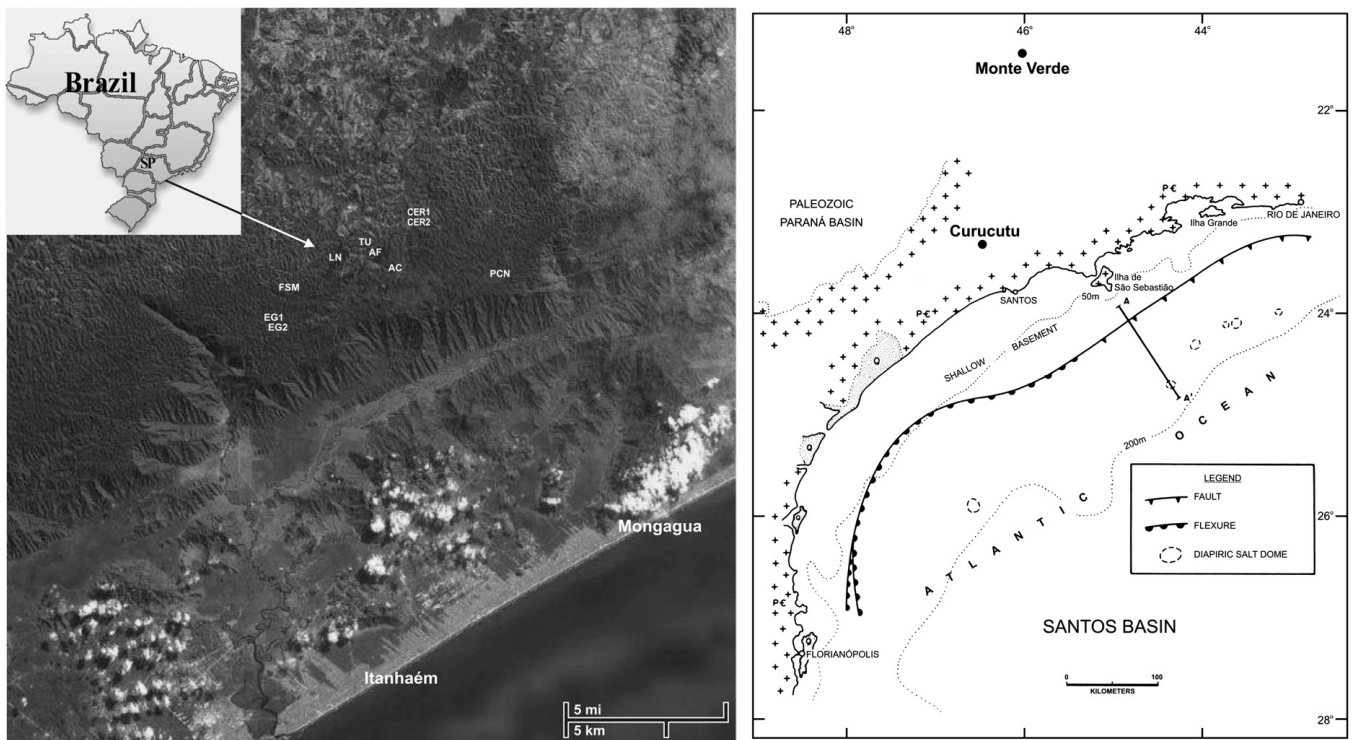 Brazil
SP
CER1
CER2
TU
AF
LN
AC
PCN
FSM
EG1
EG2
Mongagua
Itanhaém
5 mi
5 km
48°
46°
44°
Monte Verde
22°
PALEOZOIC
PARANÁ BASIN
P Є
Curucutu
Ilha Grande
RIO DE JANEIRO
Ilha de
São Sebastião
SANTOS
50m
A
P Є
24°
SHALLOW BASEMENT
Q
A'
200m
ATLANTIC OCEAN
Q
LEGEND
FAULT
FLEXURE
DIAPIRIC SALT DOME
Q
26°
P Є
SANTOS BASIN
Q
FLORIANÓPOLIS
0 100
KILOMETERS
28°